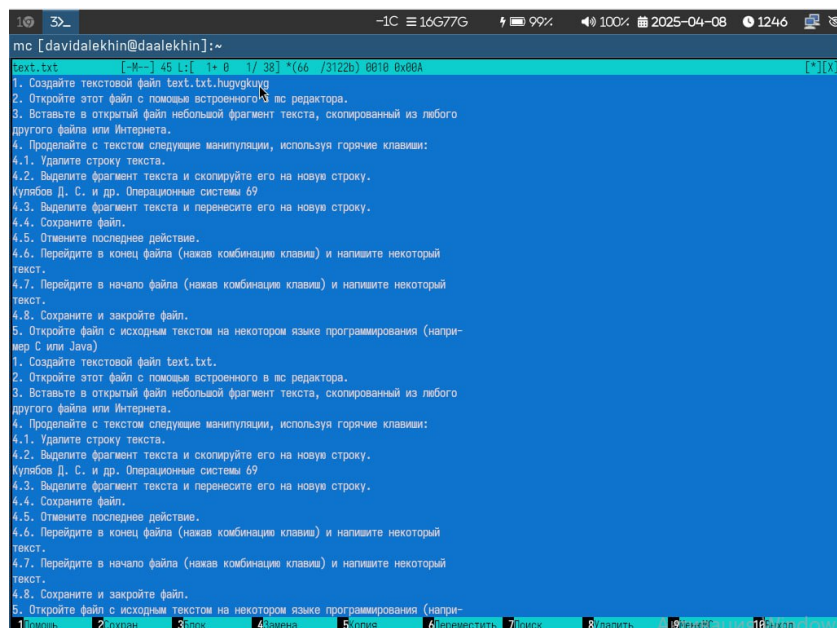 1 3>_ -1C 16G77G 99% 100% 2025-04-08 1246
mc [davidalekhin@daalekhin]:~
text.txt [-M--] 45 L:[ 1+ 0 1/ 38] *(66 /3122b) 0010 0x00A [*][X]
1. Создайте текстовой файл text.txt.hugvgkuvg
2. Откройте этот файл с помощью встроенного в mc редактора.
3. Вставьте в открытый файл небольшой фрагмент текста, скопированный из любого
другого файла или Интернета.
4. Проделайте с текстом следующие манипуляции, используя горячие клавиши:
4.1. Удалите строку текста.
4.2. Выделите фрагмент текста и скопируйте его на новую строку.
Кулябов Д. С. и др. Операционные системы 69
4.3. Выделите фрагмент текста и перенесите его на новую строку.
4.4. Сохраните файл.
4.5. Отмените последнее действие.
4.6. Перейдите в конец файла (нажав комбинацию клавиш) и напишите некоторый
текст.
4.7. Перейдите в начало файла (нажав комбинацию клавиш) и напишите некоторый
текст.
4.8. Сохраните и закройте файл.
5. Откройте файл с исходным текстом на некотором языке программирования (напри-
мер C или Java)
1. Создайте текстовой файл text.txt.
2. Откройте этот файл с помощью встроенного в mc редактора.
3. Вставьте в открытый файл небольшой фрагмент текста, скопированный из любого
другого файла или Интернета.
4. Проделайте с текстом следующие манипуляции, используя горячие клавиши:
4.1. Удалите строку текста.
4.2. Выделите фрагмент текста и скопируйте его на новую строку.
Кулябов Д. С. и др. Операционные системы 69
4.3. Выделите фрагмент текста и перенесите его на новую строку.
4.4. Сохраните файл.
4.5. Отмените последнее действие.
4.6. Перейдите в конец файла (нажав комбинацию клавиш) и напишите некоторый
текст.
4.7. Перейдите в начало файла (нажав комбинацию клавиш) и напишите некоторый
текст.
4.8. Сохраните и закройте файл.
5. Откройте файл с исходным текстом на некотором языке программирования (напри-
1Помощь 2Сохран 3Блок 4Замена 5Копия 6Переместить 7Поиск 8Удалить 9МенюMC 10Выход